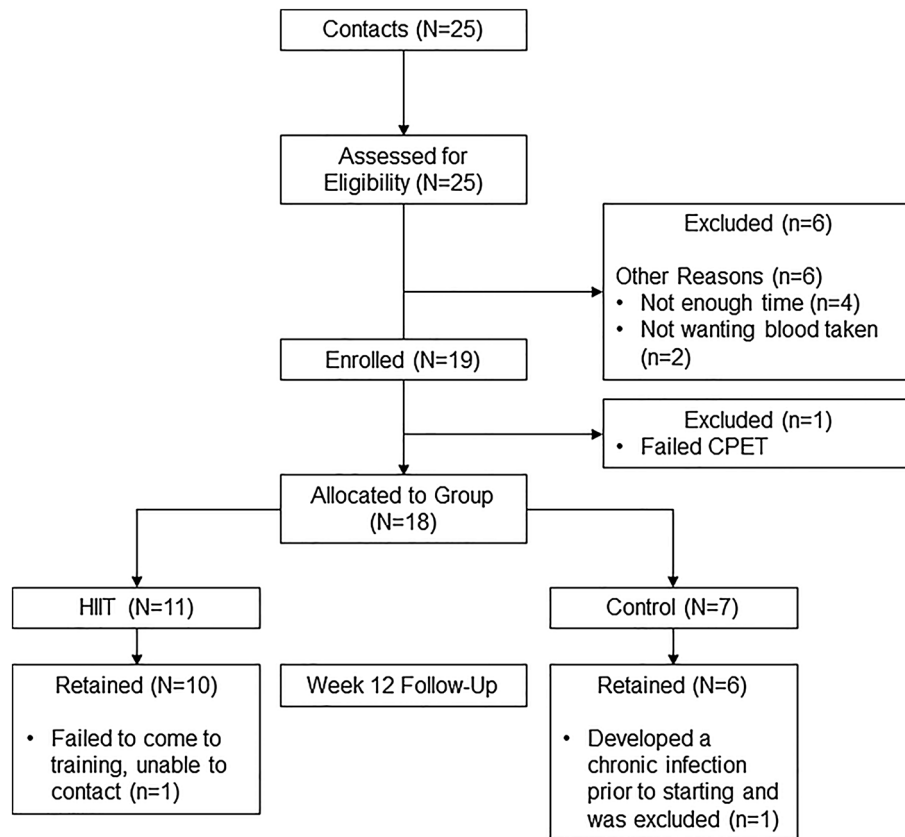 Contacts (N=25)
Assessed for
Eligibility (N=25)
Excluded (n=6)
Other Reasons (n=6)
• Not enough time (n=4)
• Not wanting blood taken
(n=2)
Enrolled (N=19)
Excluded (n=1)
• Failed CPET
Allocated to Group
(N=18)
HIIT (N=11)
Control (N=7)
Retained (N=10)
• Failed to come to
training, unable to
contact (n=1)
Week 12 Follow-Up
Retained (N=6)
• Developed a
chronic infection
prior to starting and
was excluded (n=1)